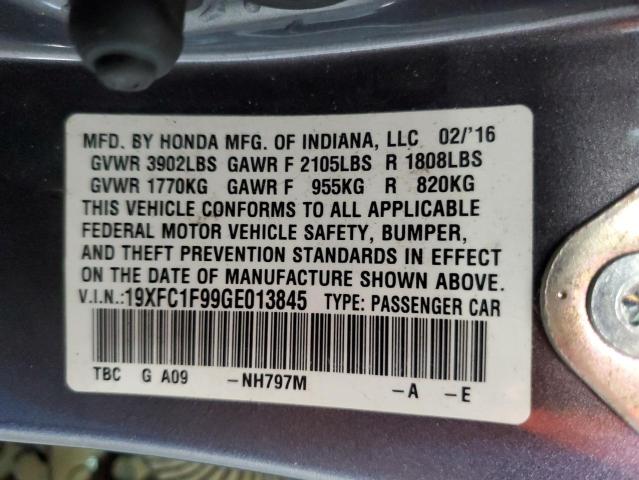 MFD. BY HONDA MFG. OF INDIANA, LLC 02/'16
GVWR 3902LBS GAWR F 2105LBS R 1808LBS
GVWR 1770KG GAWR F 955KG R 820KG
THIS VEHICLE CONFORMS TO ALL APPLICABLE
FEDERAL MOTOR VEHICLE SAFETY, BUMPER,
AND THEFT PREVENTION STANDARDS IN EFFECT
ON THE DATE OF MANUFACTURE SHOWN ABOVE.
V.I.N.:19XFC1F99GE013845 TYPE: PASSENGER CAR
TBC G A09 -NH797M -A -E